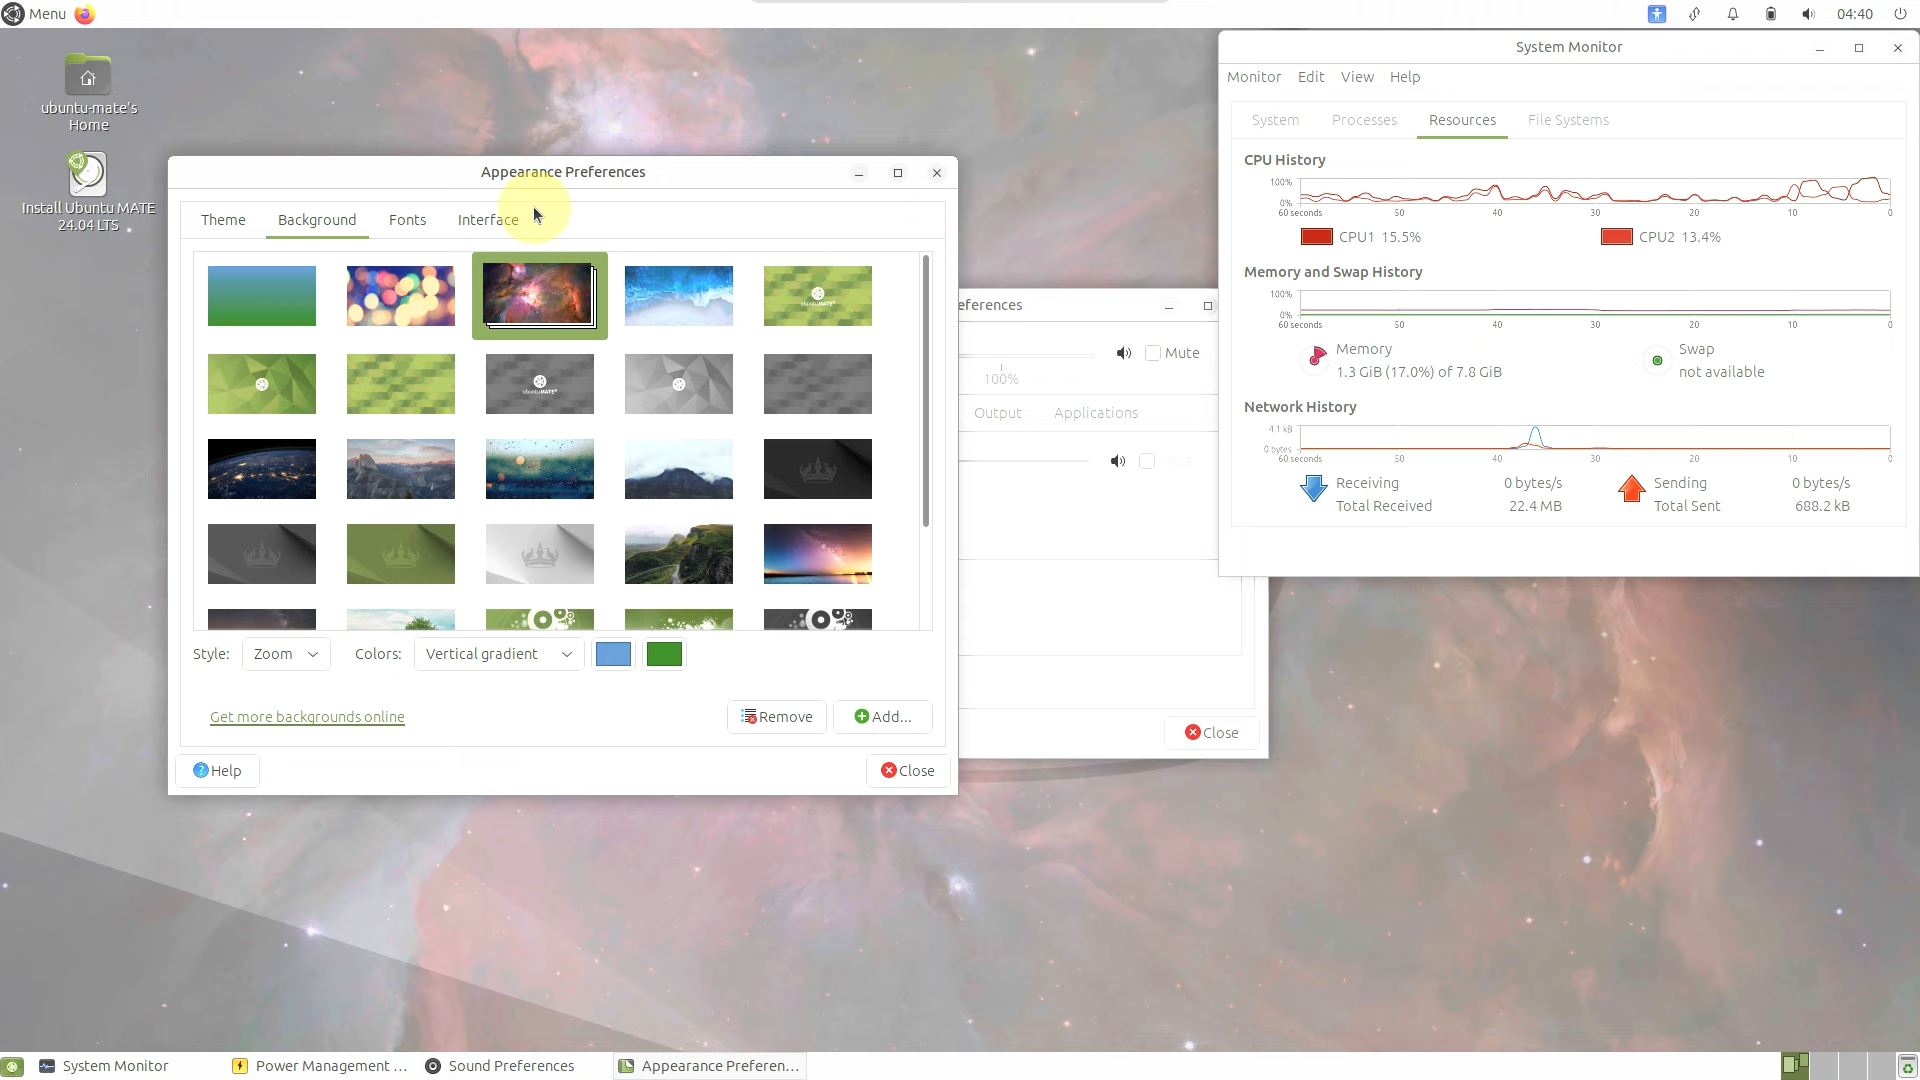 Menu
04:40
ubuntu-mate's
Home
Install Ubuntu MATE
24.04 LTS
Appearance Preferences
Theme
Background
Fonts
Interface
ubuntuMATE
ubuntuMATE
Style:
Zoom
Colors:
Vertical gradient
Get more backgrounds online
Remove
Add...
Help
Close
eferences
Mute
100%
Output
Applications
Mute
Close
System Monitor
Monitor
Edit
View
Help
System
Processes
Resources
File Systems
CPU History
100%
0%
60 seconds
50
40
30
20
10
0
CPU1 15.5%
CPU2 13.4%
Memory and Swap History
100%
0%
60 seconds
50
40
30
20
10
0
Memory
1.3 GiB (17.0%) of 7.8 GiB
Swap
not available
Network History
4.1 kB
0 bytes
60 seconds
50
40
30
20
10
0
Receiving
0 bytes/s
Total Received
22.4 MB
Sending
0 bytes/s
Total Sent
688.2 kB
System Monitor
Power Management ...
Sound Preferences
Appearance Preferen...